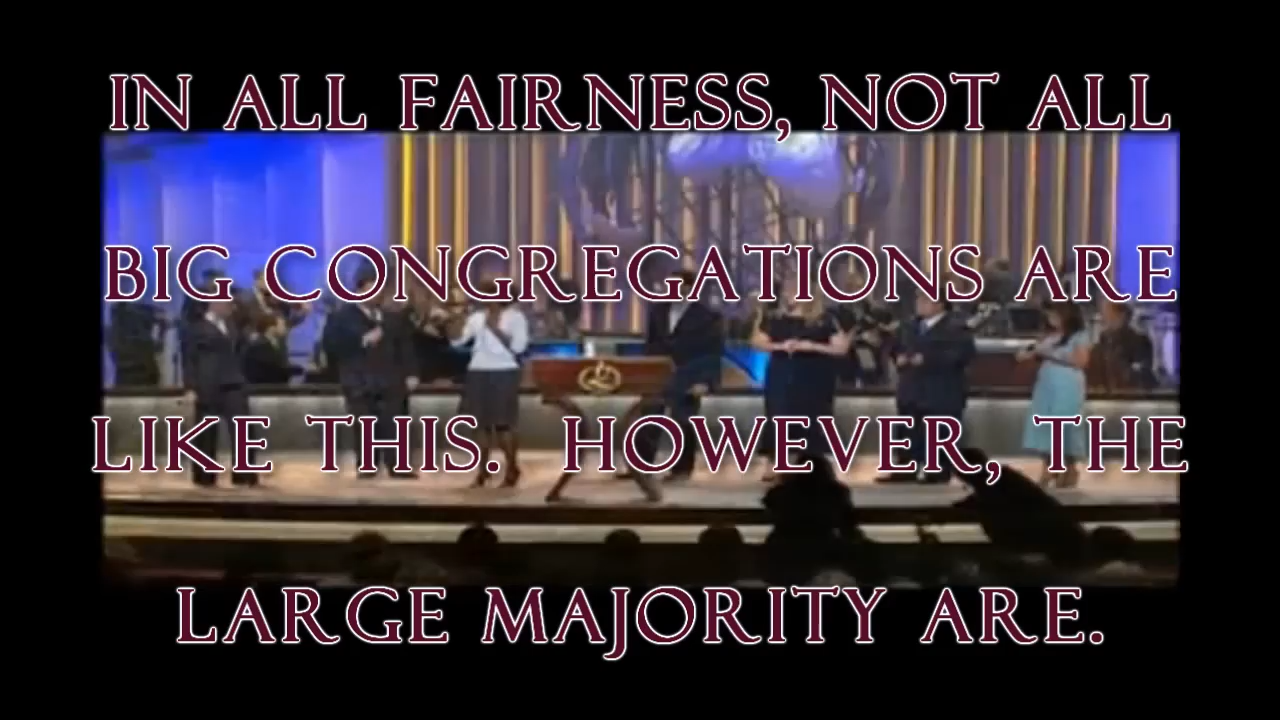 IN ALL FAIRNESS, NOT ALL
BIG CONGREGATIONS ARE
LIKE THIS. HOWEVER, THE
LARGE MAJORITY ARE.